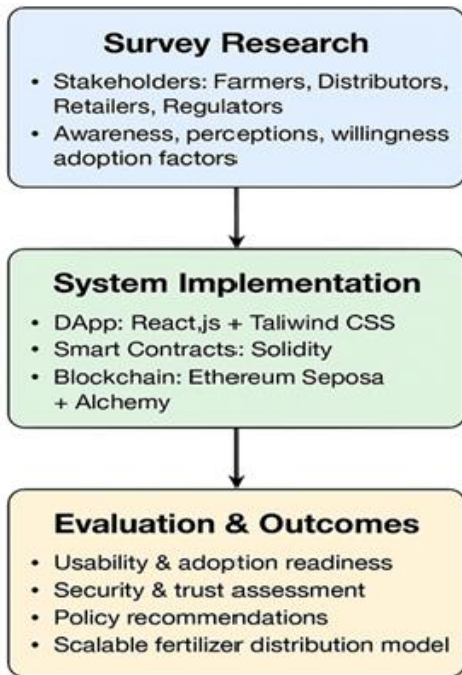 Survey Research
• Stakeholders: Farmers, Distributors,
Retailers, Regulators
• Awareness, perceptions, willingness
adoption factors
System Implementation
• DApp: React,js + Taliwind CSS
• Smart Contracts: Solidity
• Blockchain: Ethereum Seposa
+ Alchemy
Evaluation & Outcomes
• Usability & adoption readiness
• Security & trust assessment
• Policy recommendations
• Scalable fertilizer distribution model